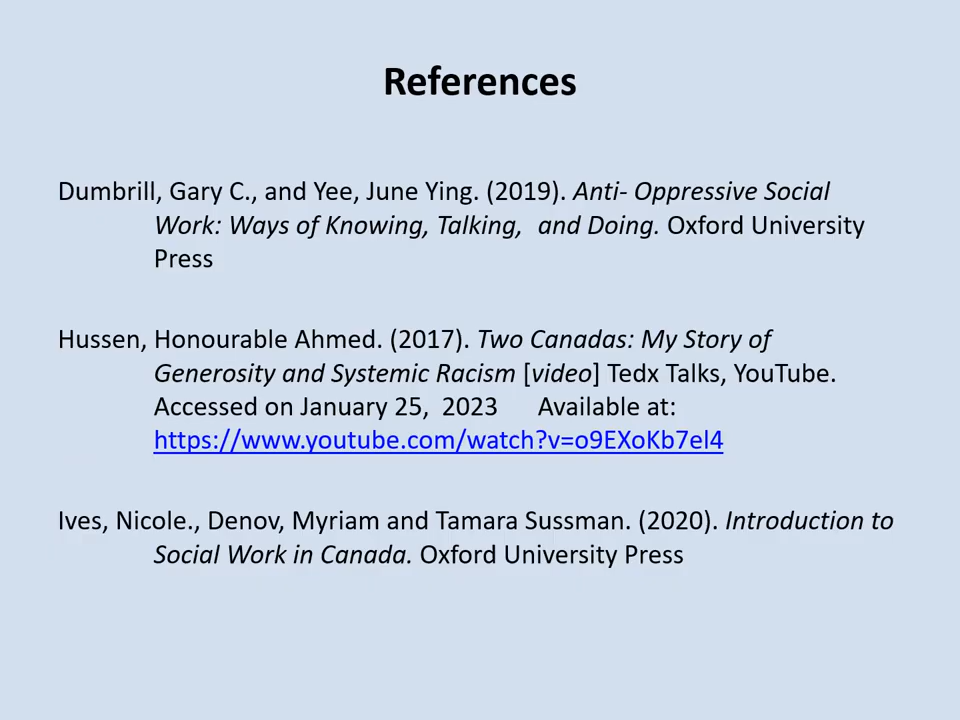 References
Dumbrill, Gary C., and Yee, June Ying. (2019). Anti- Oppressive Social
Work: Ways of Knowing, Talking, and Doing. Oxford University
Press
Hussen, Honourable Ahmed. (2017). Two Canadas: My Story of
Generosity and Systemic Racism [video] Tedx Talks, YouTube.
Accessed on January 25, 2023 Available at:
https://www.youtube.com/watch?v=o9EXoKb7el4
Ives, Nicole., Denov, Myriam and Tamara Sussman. (2020). Introduction to
Social Work in Canada. Oxford University Press